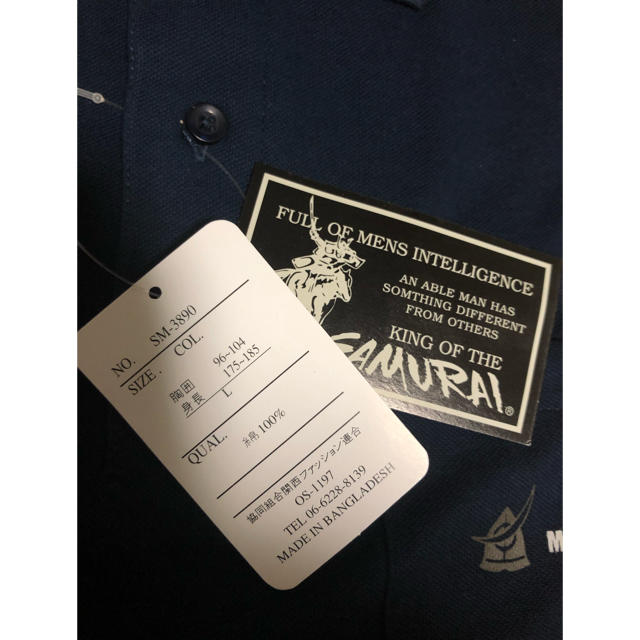 FULL OF MENS INTELLIGENCE
AN ABLE MAN HAS
SOMTHING DIFFERENT
FROM OTHERS
KING OF THE
SAMURAI®
NO. SM-3890
SIZE. COL.
胸囲 96~104
身長 175~185
L
QUAL. 綿 100%
協同組合関西ファッション連合
OS-1197
TEL 06-6228-8139
MADE IN BANGLADESH
M